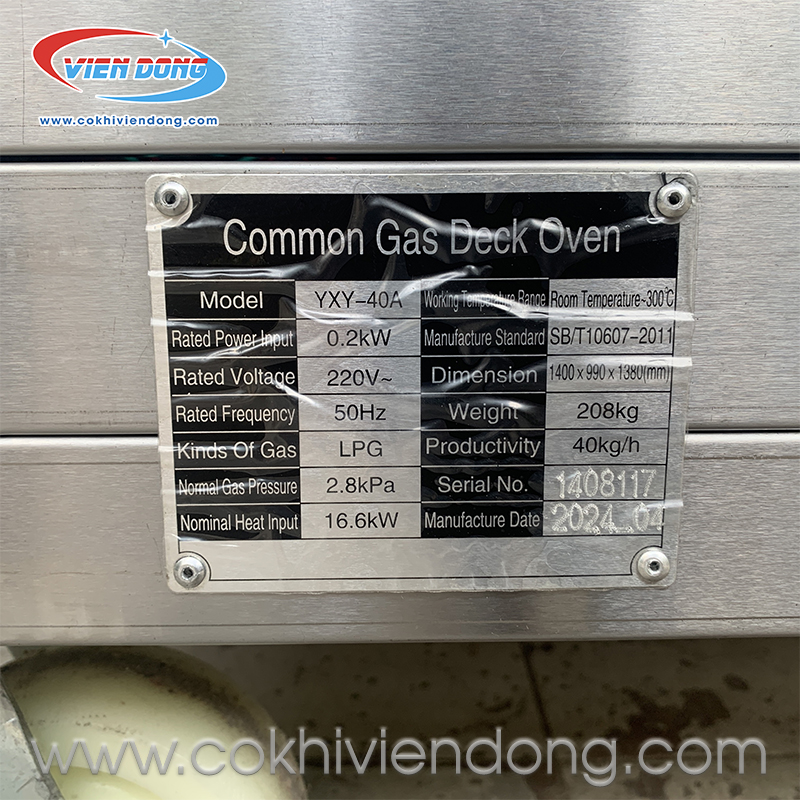 VIEN DONG
www.cokhiviendong.com
Common Gas Deck Oven
Model YXY-40A Working Temperature Range Room Temperature~300℃
Rated Power Input 0.2kW Manufacture Standard SB/T10607-2011
Rated Voltage 220V~ Dimension 1400 x 990 x 1380(mm)
Rated Frequency 50Hz Weight 208kg
Kinds Of Gas LPG Productivity 40kg/h
Normal Gas Pressure 2.8kPa Serial No. 1408117
Nominal Heat Input 16.6kW Manufacture Date 2024.04
www.cokhiviendong.com